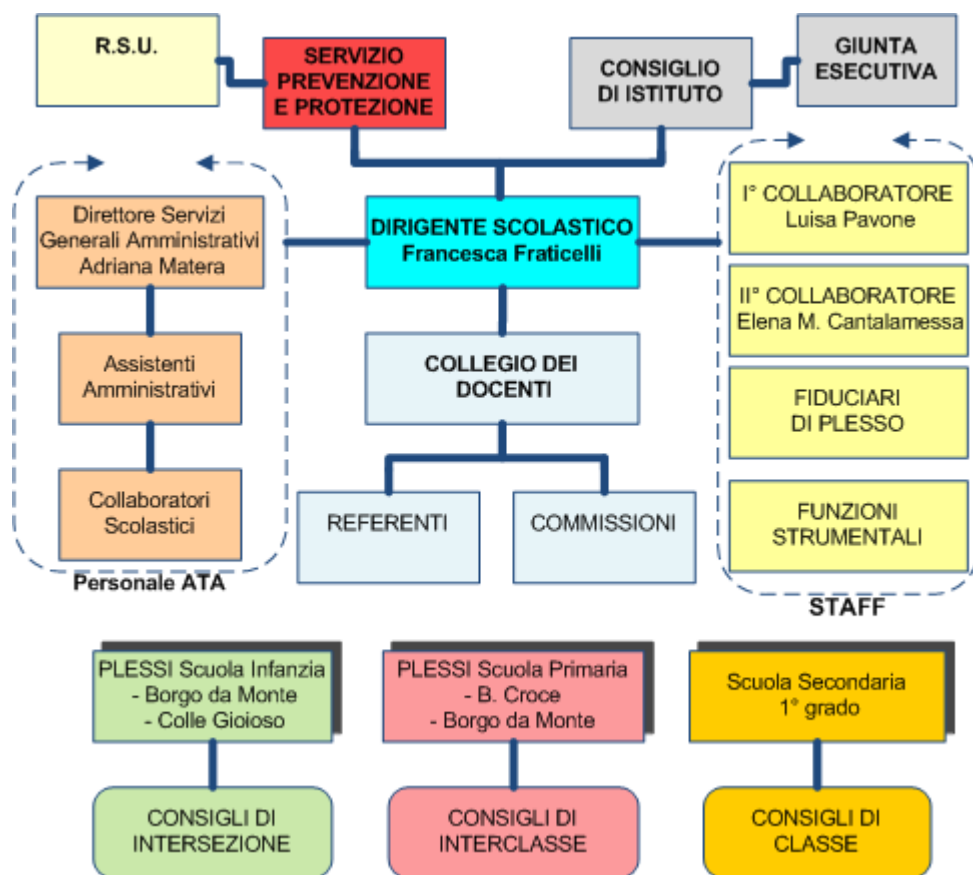 R.S.U.
SERVIZIO
PREVENZIONE
E PROTEZIONE
CONSIGLIO
DI ISTITUTO
GIUNTA
ESECUTIVA
Direttore Servizi
Generali Amministrativi
Adriana Matera
Assistenti
Amministrativi
Collaboratori
Scolastici
Personale ATA
DIRIGENTE SCOLASTICO
Francesca Fraticelli
COLLEGIO DEI
DOCENTI
REFERENTI
COMMISSIONI
I° COLLABORATORE
Luisa Pavone
II° COLLABORATORE
Elena M. Cantalamessa
FIDUCIARI
DI PLESSO
FUNZIONI
STRUMENTALI
STAFF
PLESSI Scuola Infanzia
- Borgo da Monte
- Colle Gioioso
PLESSI Scuola Primaria
- B. Croce
- Borgo da Monte
Scuola Secondaria
1° grado
CONSIGLI DI
INTERSEZIONE
CONSIGLI DI
INTERCLASSE
CONSIGLI DI
CLASSE